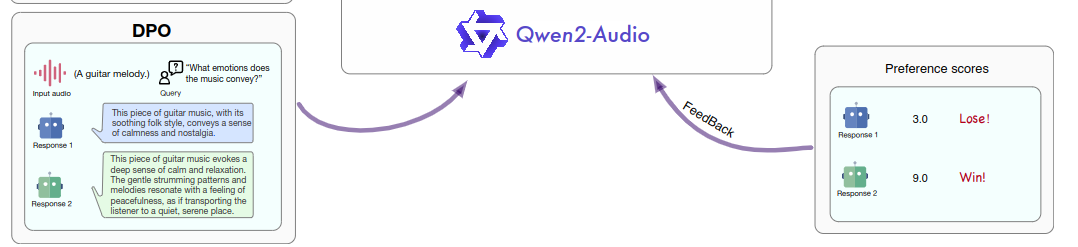 DPO
(A guitar melody.)
Input audio
"What emotions does
the music convey?"
Query
This piece of guitar music, with its
soothing folk style, conveys a sense
of calmness and nostalgia.
Response 1
This piece of guitar music evokes a
deep sense of calm and relaxation.
The gentle strumming patterns and
melodies resonate with a feeling of
peacefulness, as if transporting the
listener to a quiet, serene place.
Response 2
Qwen2-Audio
FeedBack
Preference scores
Response 1
3.0
Lose!
Response 2
9.0
Win!